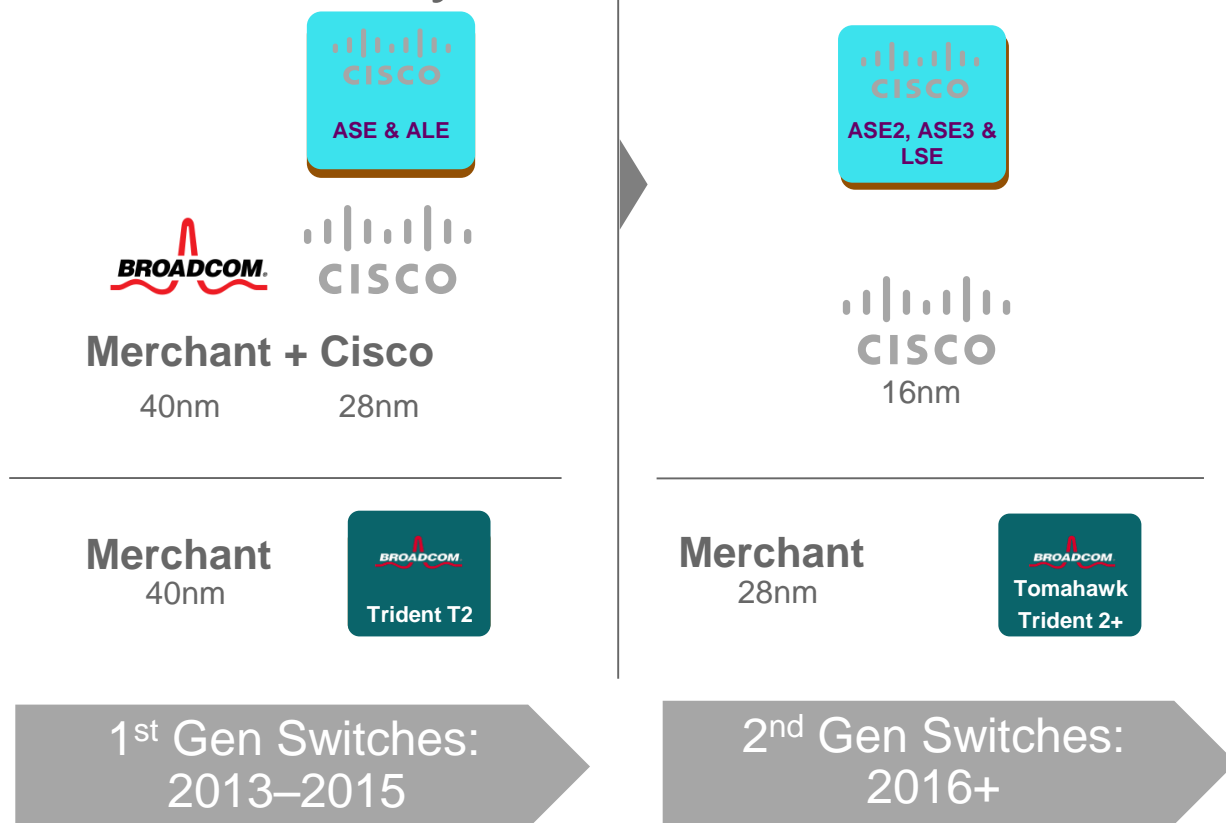 CISCO
ASE & ALE
BROADCOM.
CISCO
Merchant + Cisco
40nm
28nm
Merchant
40nm
BROADCOM
Trident T2
1st Gen Switches:
2013–2015
CISCO
ASE2, ASE3 &
LSE
CISCO
16nm
Merchant
28nm
BROADCOM
Tomahawk
Trident 2+
2nd Gen Switches:
2016+